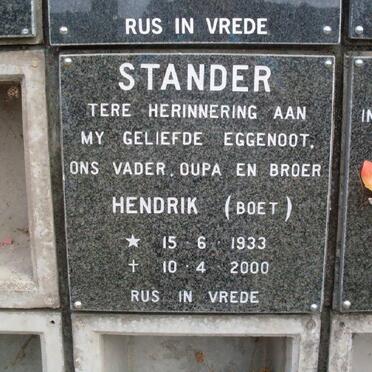 RUS IN VREDE
STANDER
TERE HERINNERING AAN
MY GELIEFDE EGGENOOT,
ONS VADER, OUPA EN BROER
HENDRIK (BOET)
★ 15 · 6 · 1933
✝ 10 · 4 · 2000
RUS IN VREDE